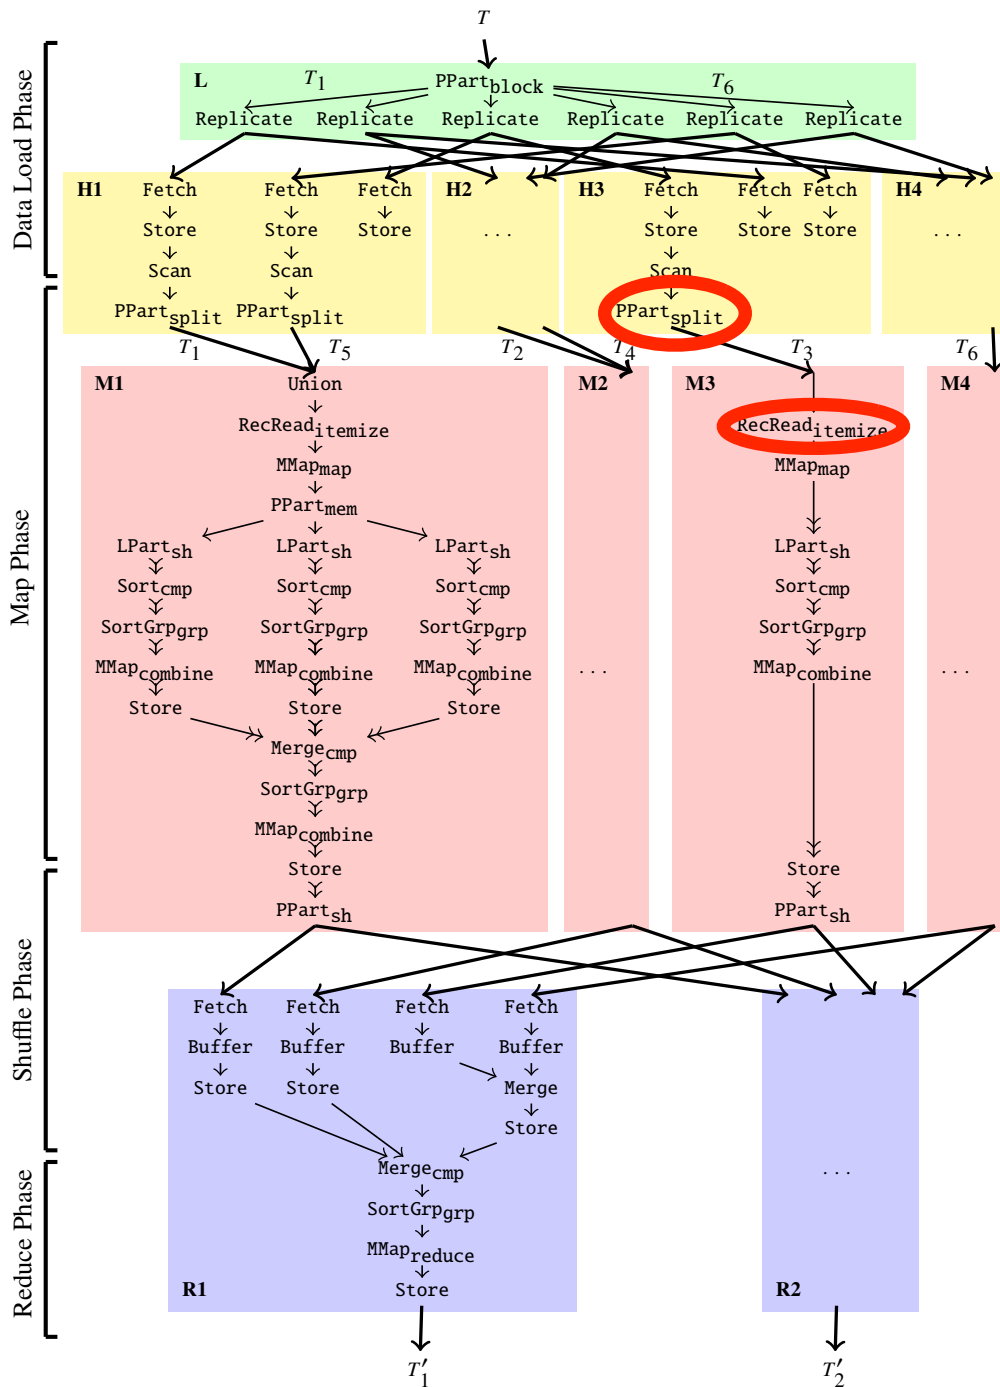 T
L
T1
PPartblock
T6
Replicate Replicate Replicate Replicate Replicate Replicate
Data Load Phase
H1 Fetch Fetch Fetch H2 H3 Fetch Fetch Fetch H4
Store Store Store ... Store Store Store ...
Scan Scan Scan
PPartsplit PPartsplit PPartsplit
T1 T5 T2 T4 T3 T6
Map Phase
M1 Union M2 M3 M4
RecReaditemize RecReaditemize
MMapmap MMapmap
PPartmem
LPartsh LPartsh LPartsh LPartsh
Sortcmp Sortcmp Sortcmp Sortcmp
SortGrpgrp SortGrpgrp SortGrpgrp SortGrpgrp
MMapcombine MMapcombine MMapcombine ... MMapcombine ...
Store Store Store
Mergecmp
SortGrpgrp
MMapcombine
Store Store
PPartsh PPartsh
Shuffle Phase
Fetch Fetch Fetch Fetch
Buffer Buffer Buffer Buffer
Store Store Merge
Store
Reduce Phase
Mergecmp ...
SortGrpgrp
MMapreduce
R1 Store R2
T′1 T′2